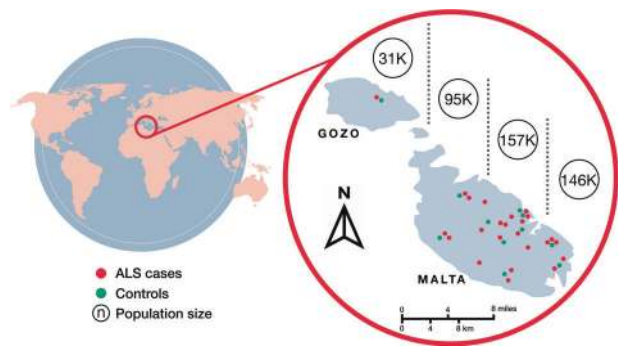 31K
95K
157K
146K
GOZO
N
MALTA
ALS cases
Controls
n Population size
0 4 8 miles
0 4 8 km